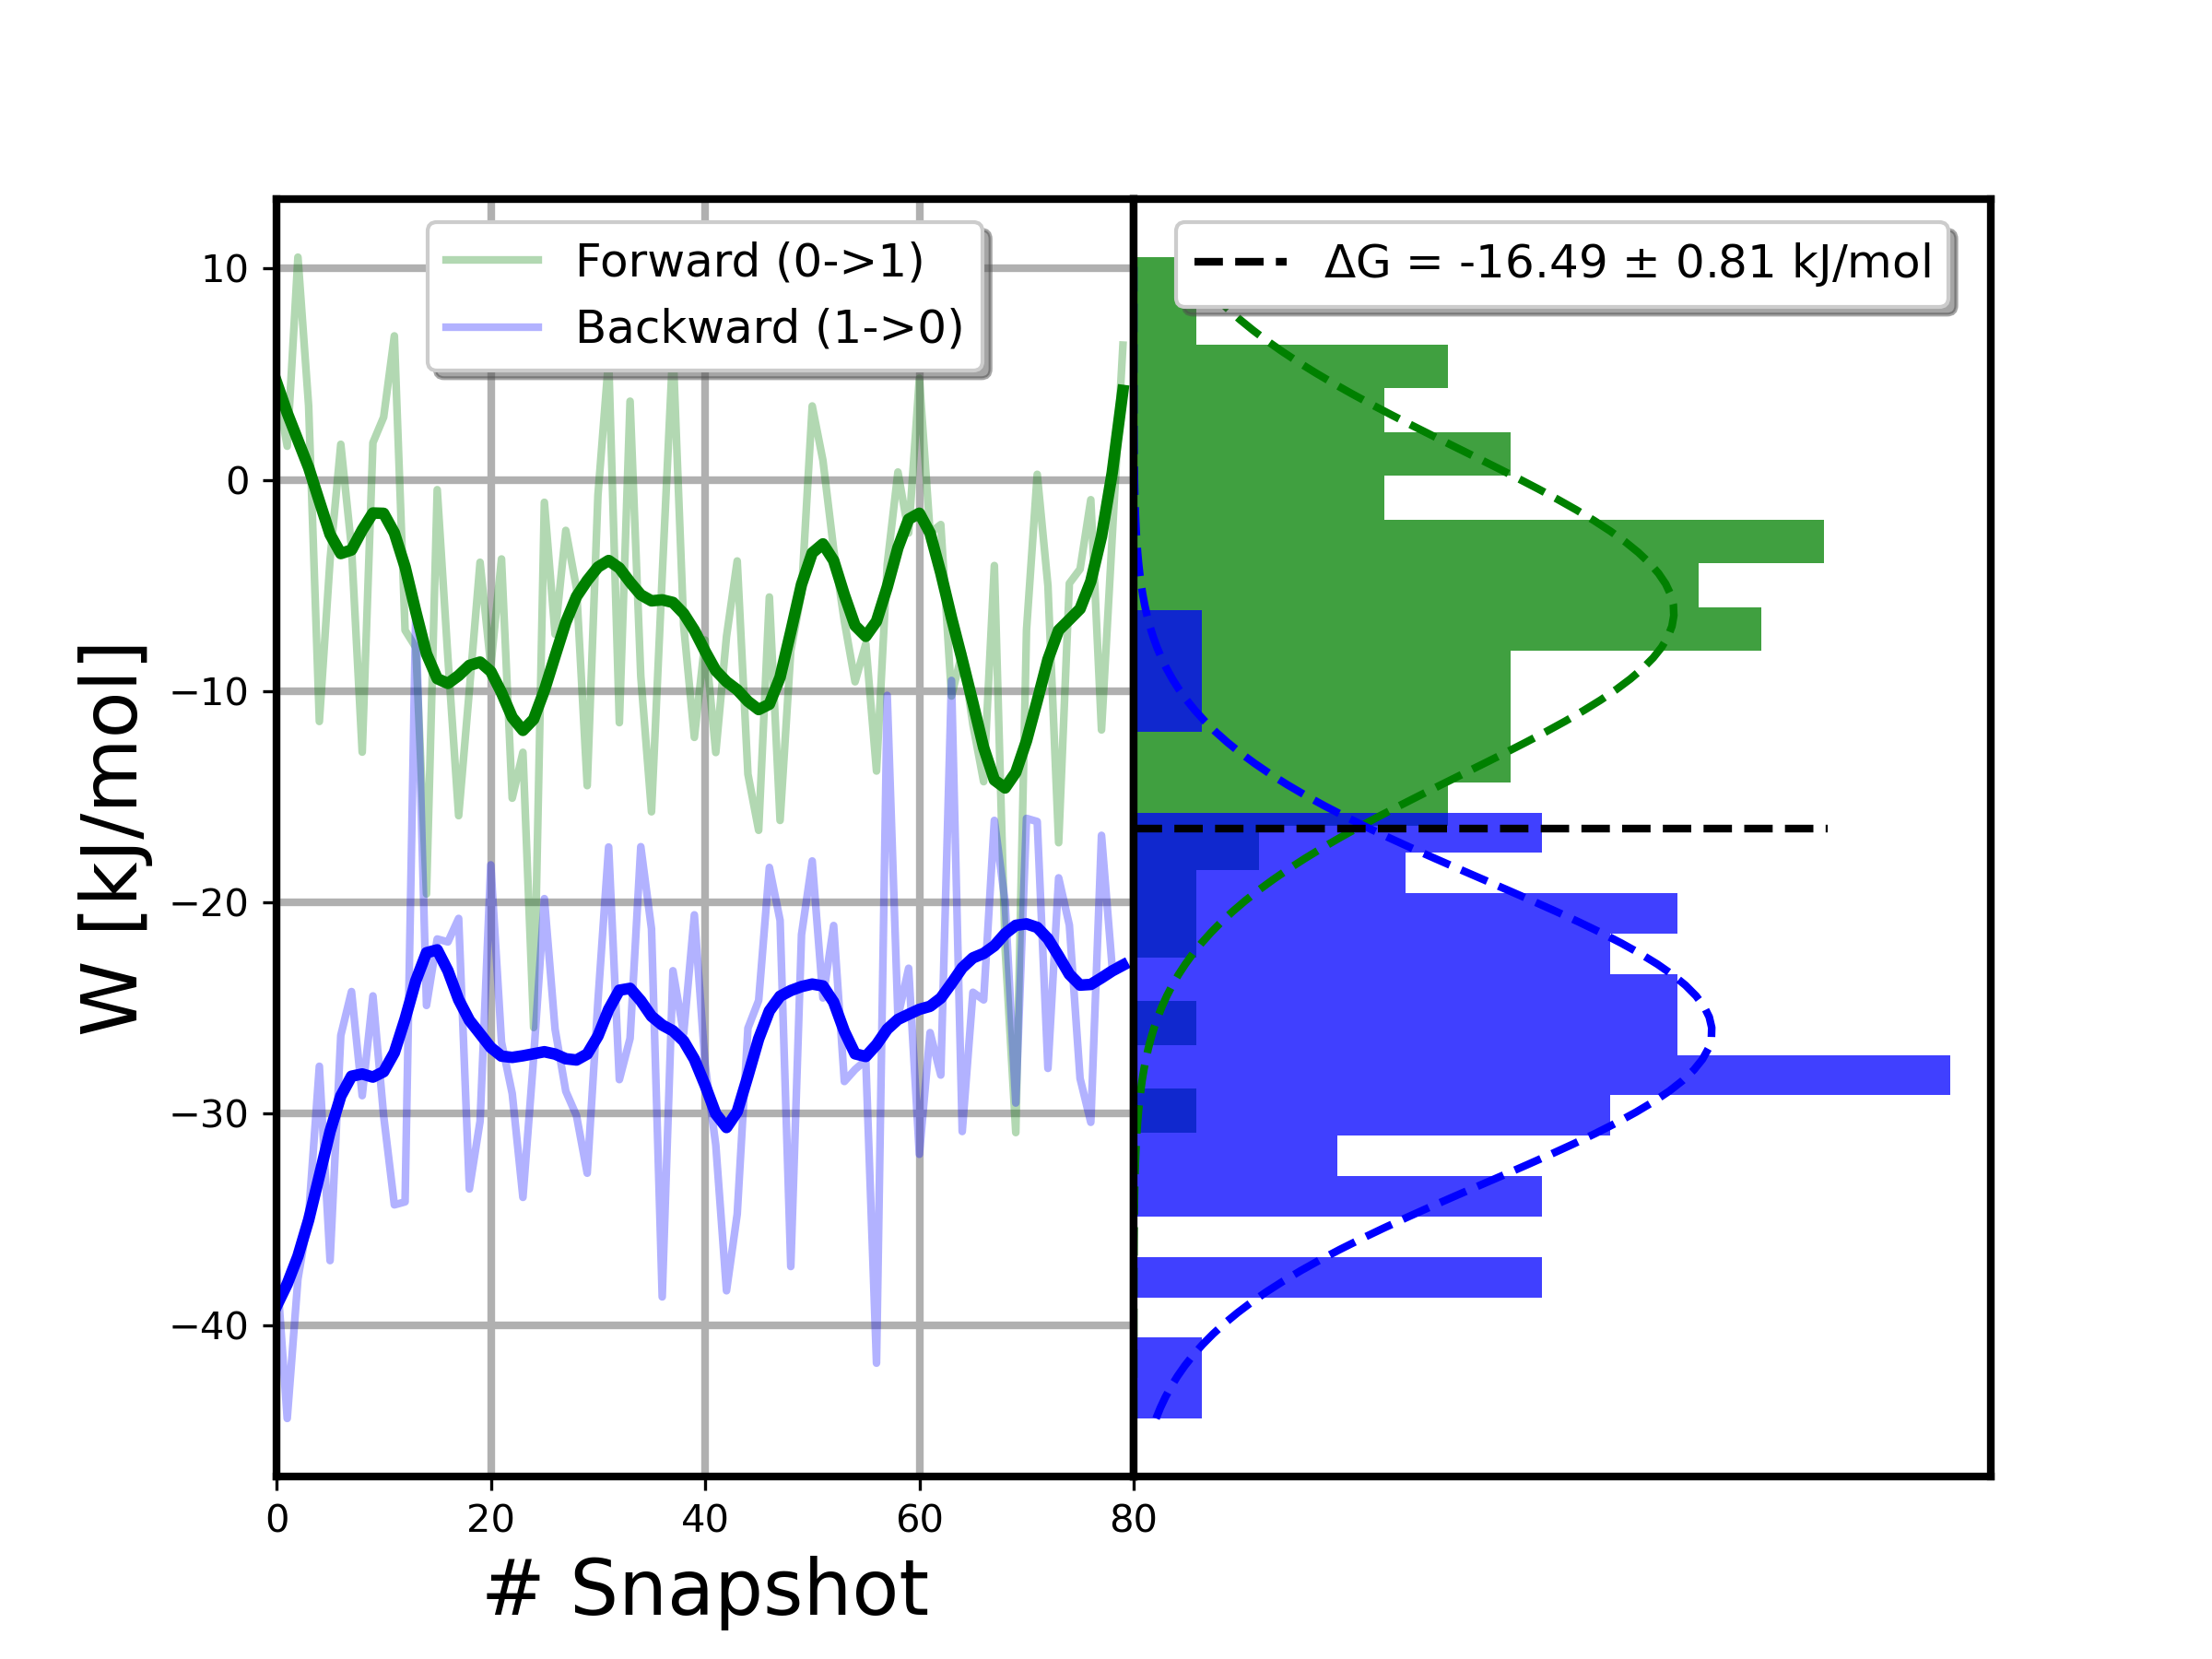 Forward (0->1)
Backward (1->0)
ΔG = -16.49 ± 0.81 kJ/mol
W [kJ/mol]
10
0
−10
−20
−30
−40
0 20 40 60 80
# Snapshot